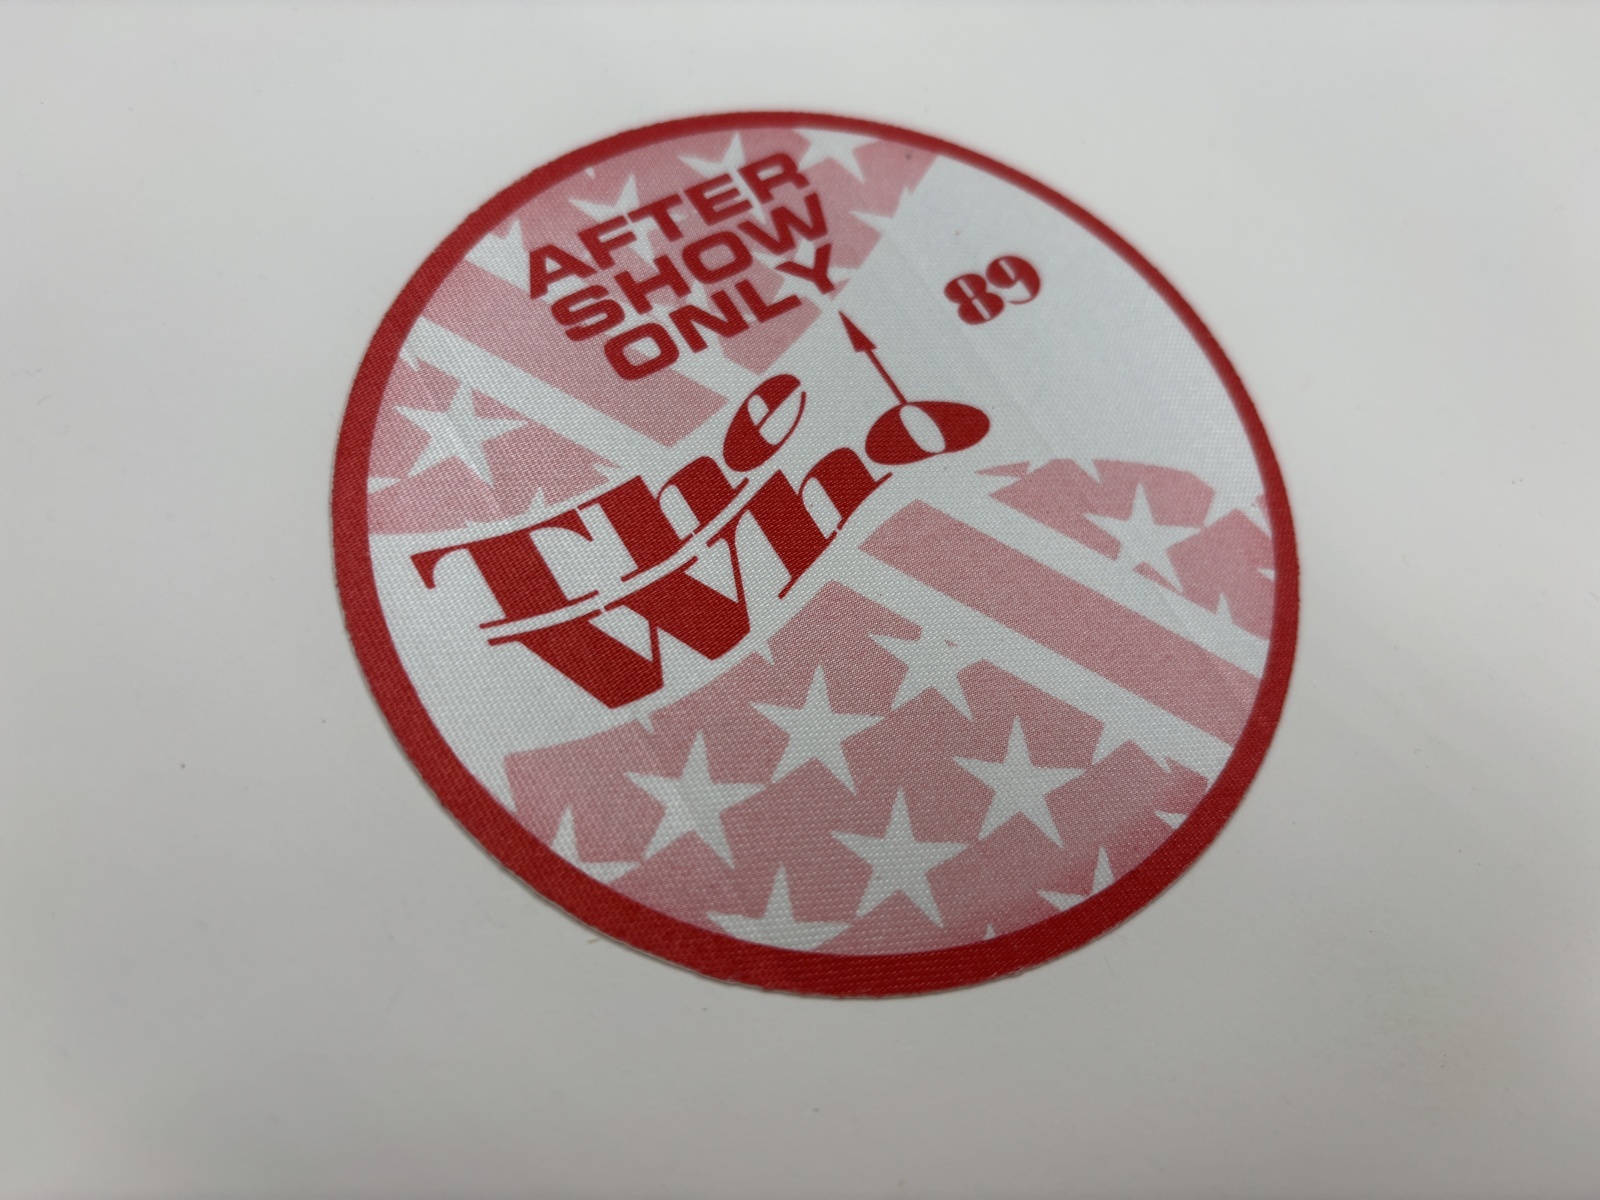 AFTER
SHOW
ONLY
89
The
Who